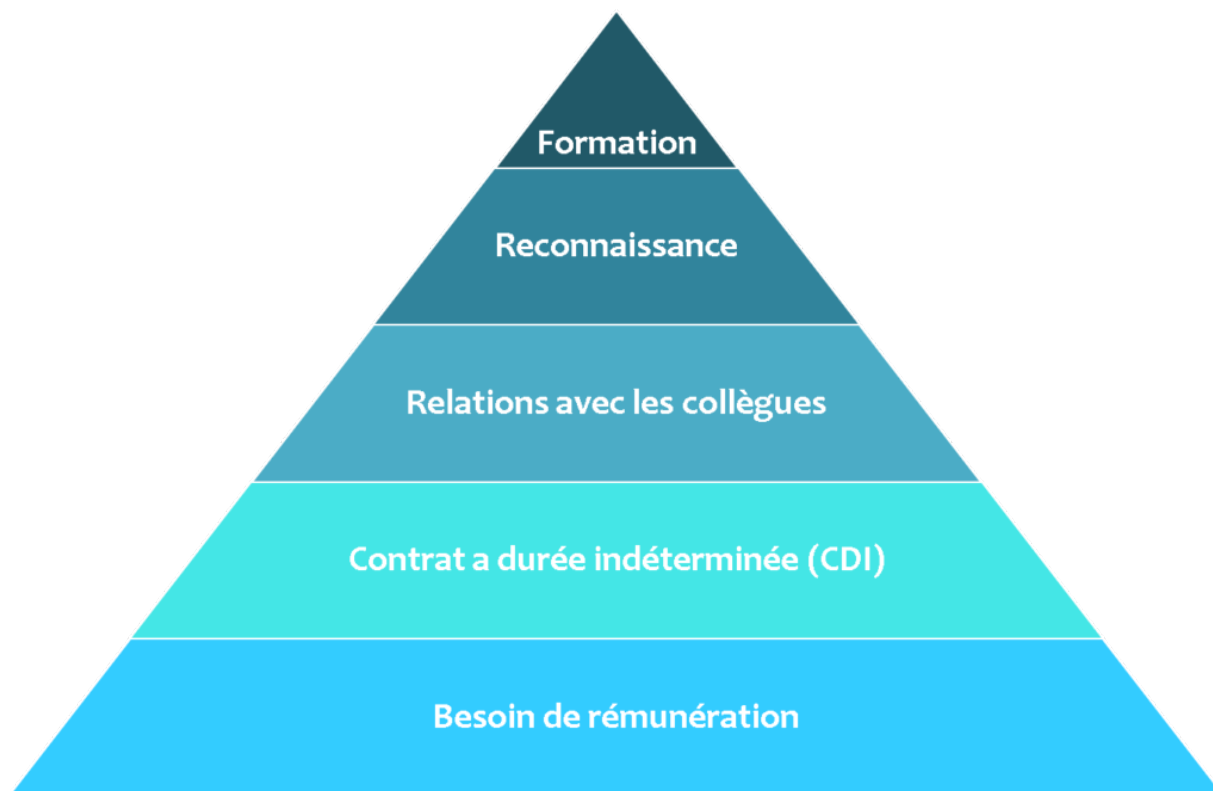 Formation
Reconnaissance
Relations avec les collègues
Contrat a durée indéterminée (CDI)
Besoin de rémunération